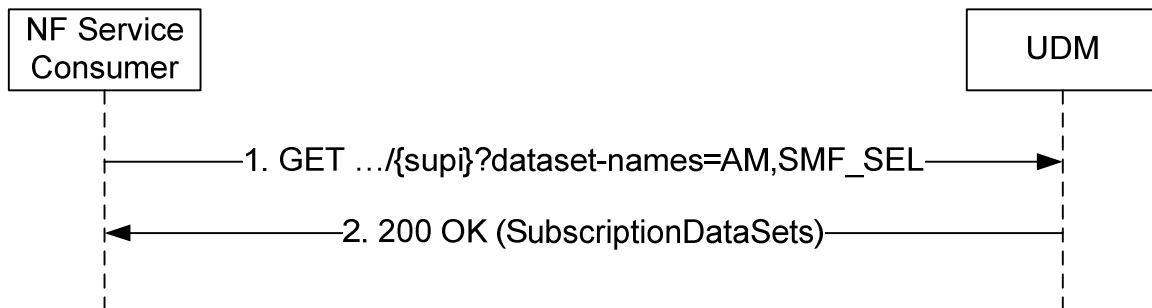 NF Service
Consumer
UDM
1. GET …/{supi}?dataset-names=AM,SMF_SEL
2. 200 OK (SubscriptionDataSets)